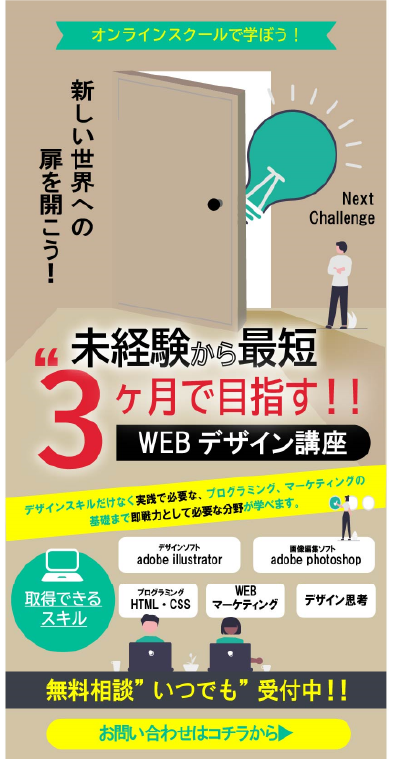 オンラインスクールで学ぼう！
新しい世界への
扉を開こう！
Next
Challenge
未経験から最短
“3ヶ月で目指す！！
WEBデザイン講座
デザインスキルだけなく実践で必要な、プログラミング、マーケティングの
基礎まで即戦力として必要な分野が学べます。
取得できる
スキル
デザインソフト
adobe illustrator
画像編集ソフト
adobe photoshop
プログラミング
HTML・CSS
WEB
マーケティング
デザイン思考
無料相談”いつでも”受付中！！
お問い合わせはコチラから▶